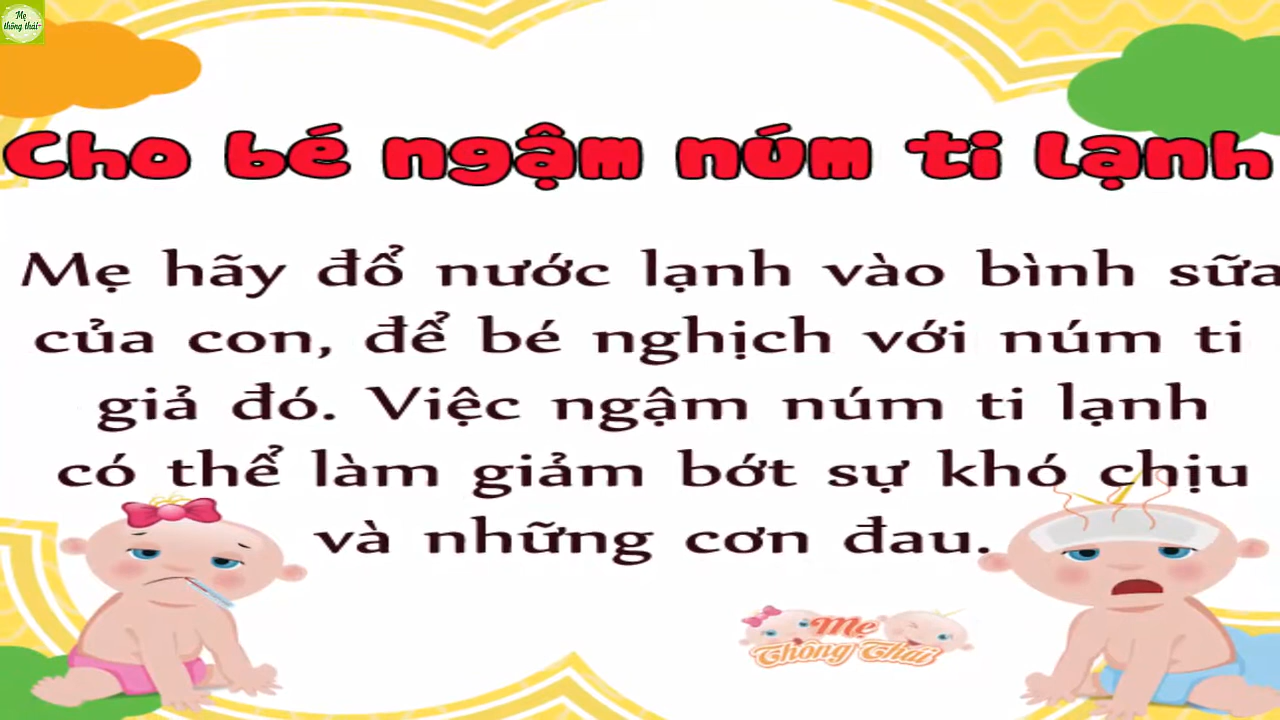 Mẹ
thông thái
Cho bé ngậm núm ti lạnh
Mẹ hãy đổ nước lạnh vào bình sữa
của con, để bé nghịch với núm ti
giả đó. Việc ngậm núm ti lạnh
có thể làm giảm bớt sự khó chịu
và những cơn đau.
Mẹ
Thông Thái